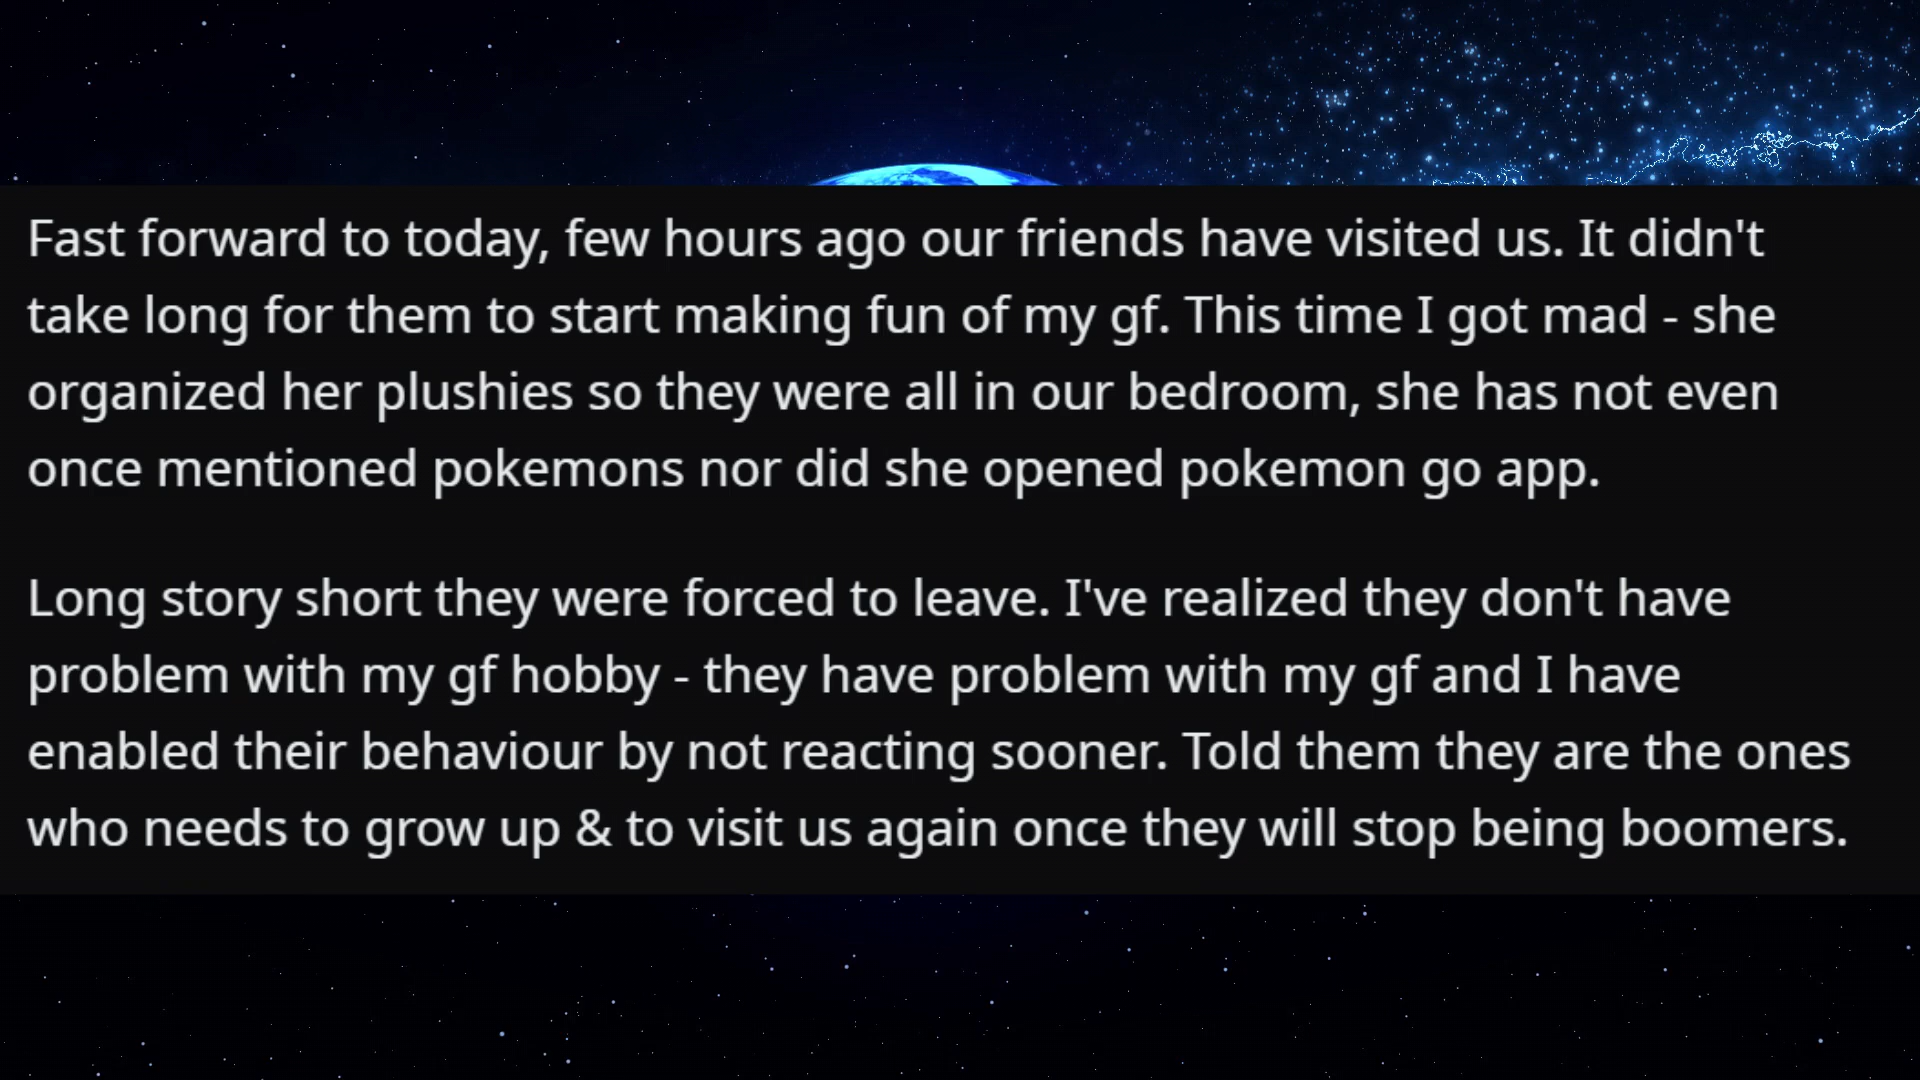 Fast forward to today, few hours ago our friends have visited us. It didn't
take long for them to start making fun of my gf. This time I got mad - she
organized her plushies so they were all in our bedroom, she has not even
once mentioned pokemons nor did she opened pokemon go app.
Long story short they were forced to leave. I've realized they don't have
problem with my gf hobby - they have problem with my gf and I have
enabled their behaviour by not reacting sooner. Told them they are the ones
who needs to grow up & to visit us again once they will stop being boomers.